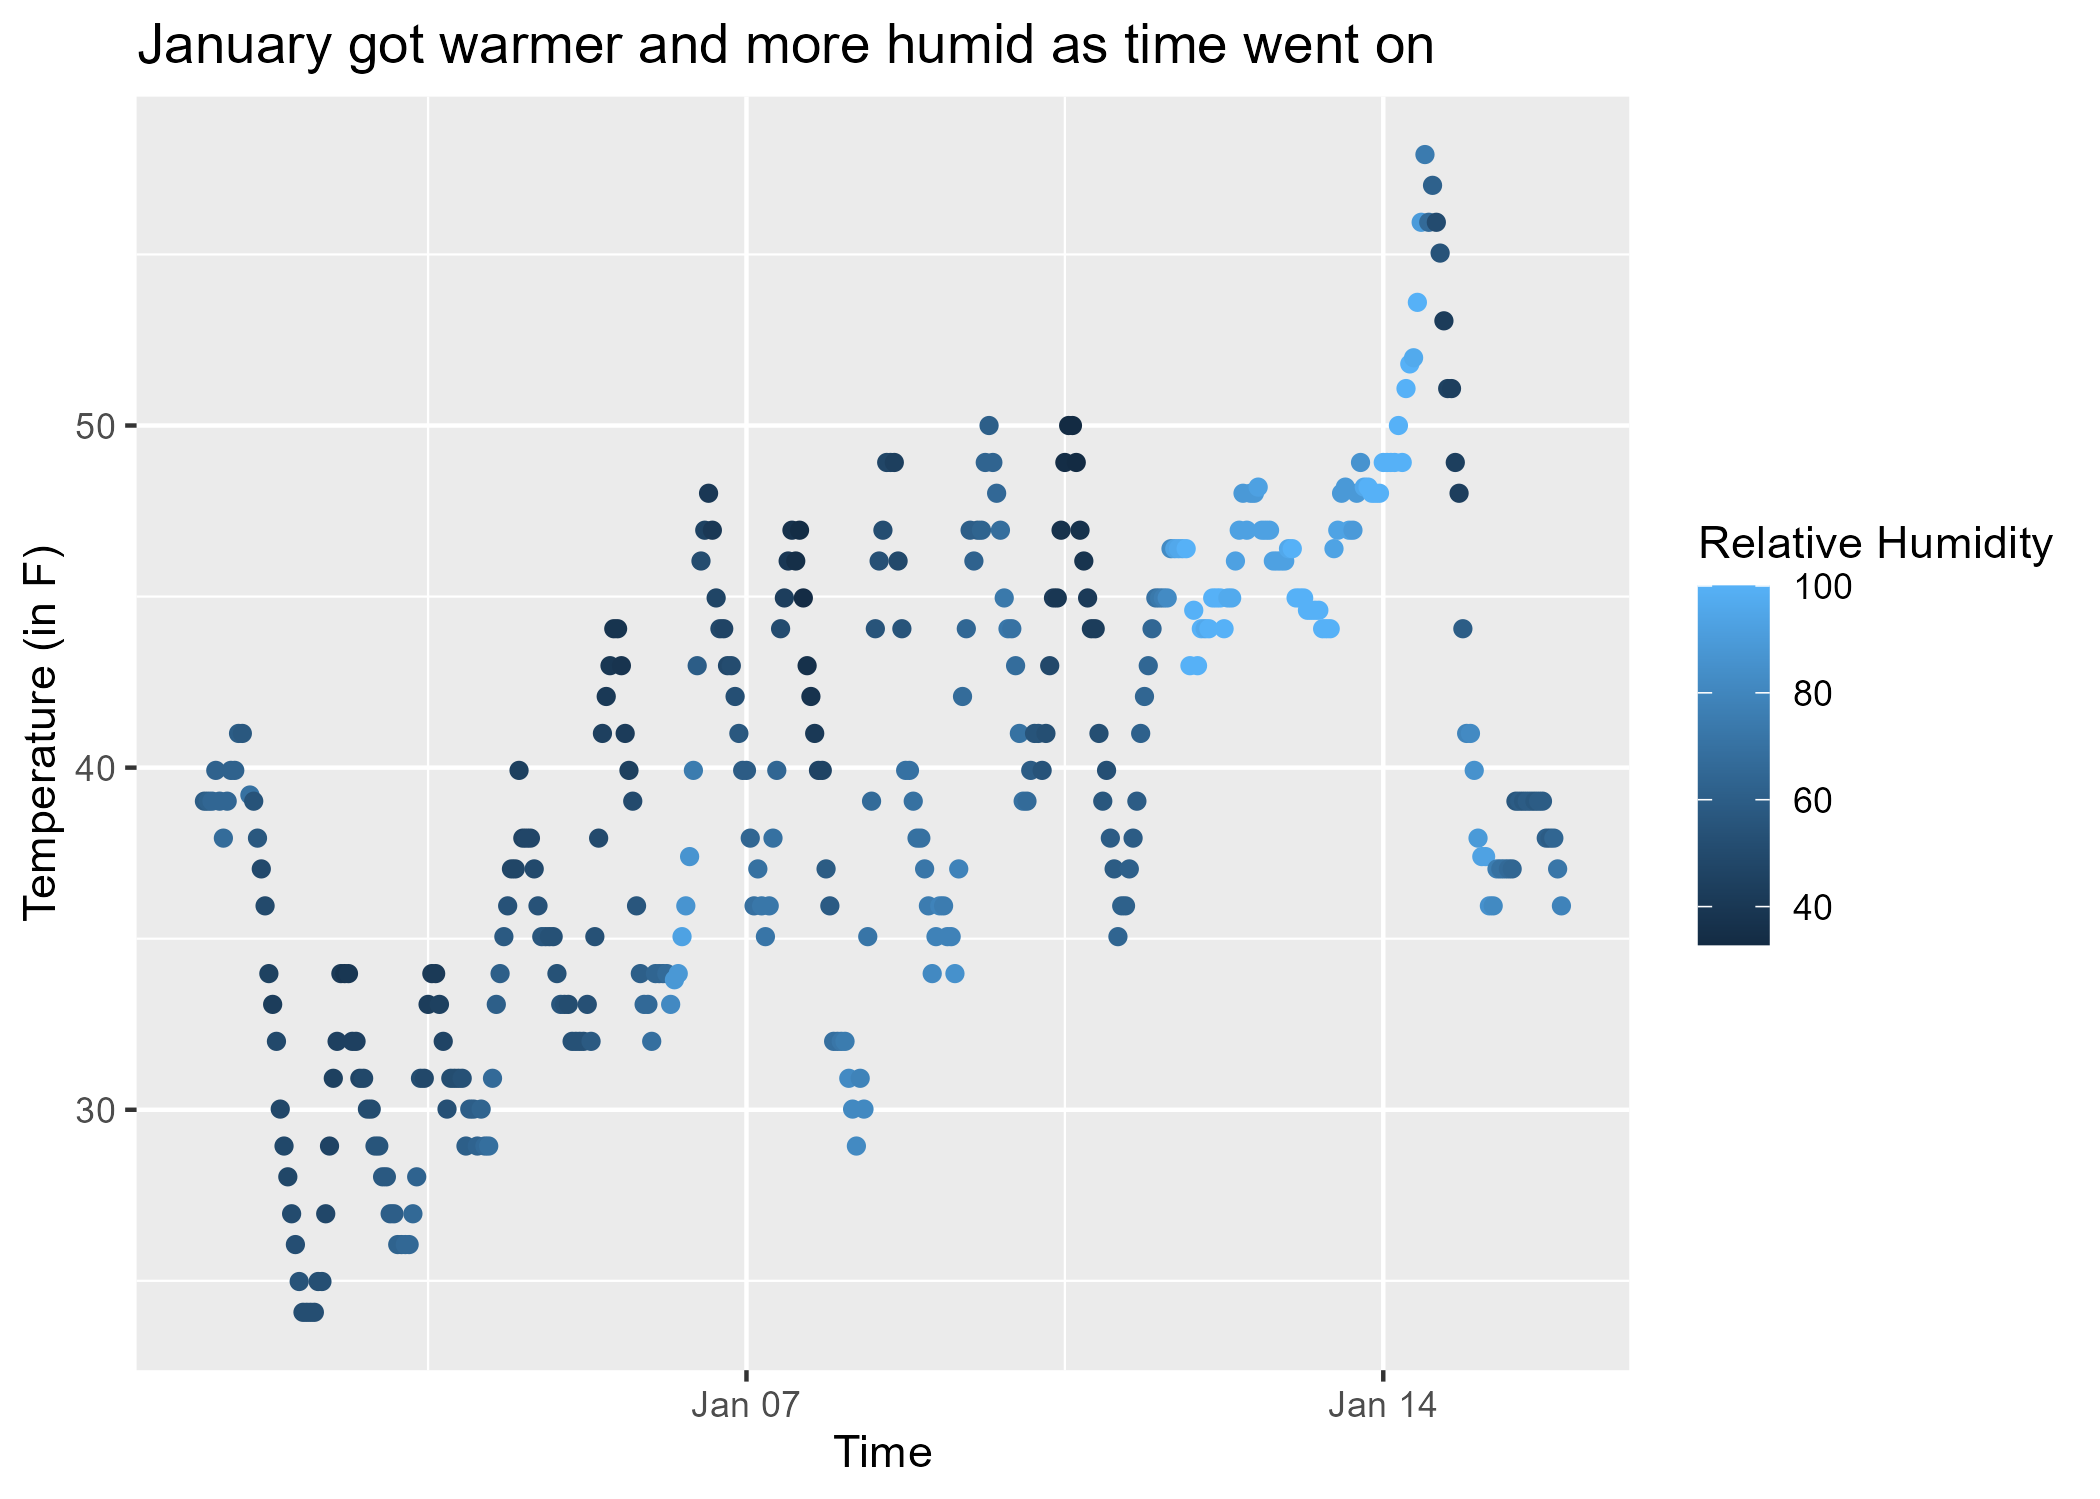 January got warmer and more humid as time went on
Temperature (in F)
50
40
30
Jan 07
Jan 14
Time
Relative Humidity
100
80
60
40